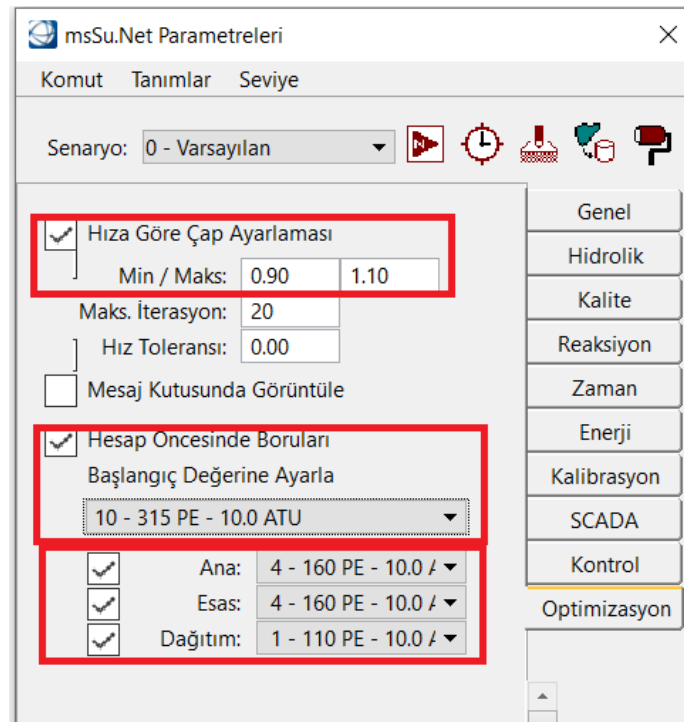 msSu.Net Parametreleri
Komut Tanımlar Seviye
Senaryo: 0 - Varsayılan
Hıza Göre Çap Ayarlaması
Min / Maks: 0.90 1.10
Maks. İterasyon: 20
Hız Toleransı: 0.00
Mesaj Kutusunda Görüntüle
Hesap Öncesinde Boruları
Başlangıç Değerine Ayarla
10 - 315 PE - 10.0 ATU
Ana: 4 - 160 PE - 10.0 A
Esas: 4 - 160 PE - 10.0 A
Dağıtım: 1 - 110 PE - 10.0 A
Genel
Hidrolik
Kalite
Reaksiyon
Zaman
Enerji
Kalibrasyon
SCADA
Kontrol
Optimizasyon